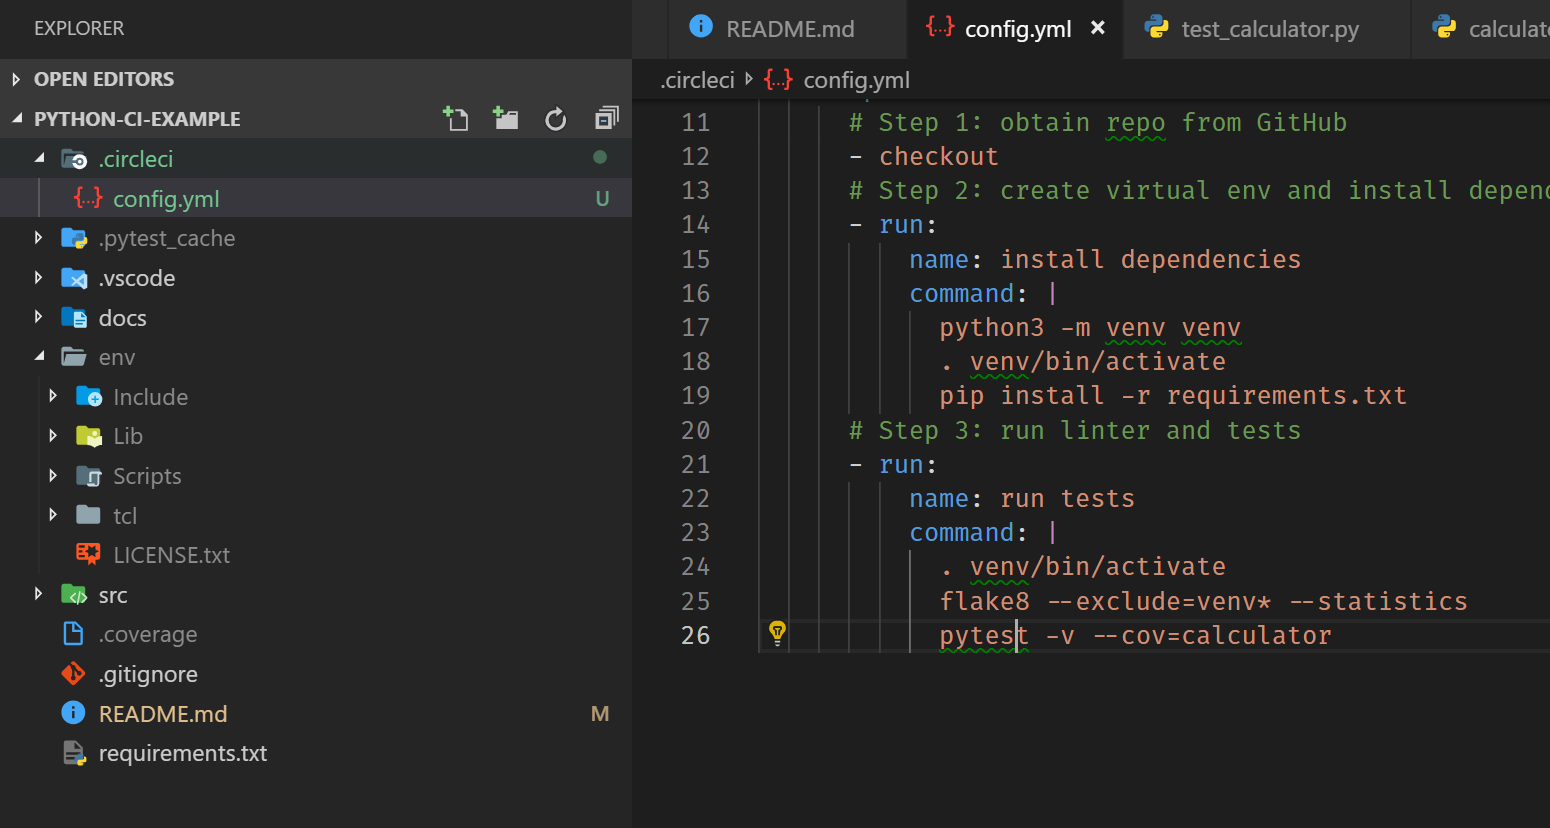 EXPLORER
OPEN EDITORS
PYTHON-CI-EXAMPLE
.circleci
config.yml U
.pytest_cache
.vscode
docs
env
Include
Lib
Scripts
tcl
LICENSE.txt
src
.coverage
.gitignore
README.md M
requirements.txt
README.md config.yml × test_calculator.py
.circleci config.yml
11 # Step 1: obtain repo from GitHub
12 - checkout
13 # Step 2: create virtual env and install
14 - run:
15 name: install dependencies
16 command: |
17 python3 -m venv venv
18 . venv/bin/activate
19 pip install -r requirements.txt
20 # Step 3: run linter and tests
21 - run:
22 name: run tests
23 command: |
24 . venv/bin/activate
25 flake8 --exclude=venv* --statistics
26 pytest -v --cov=calculator